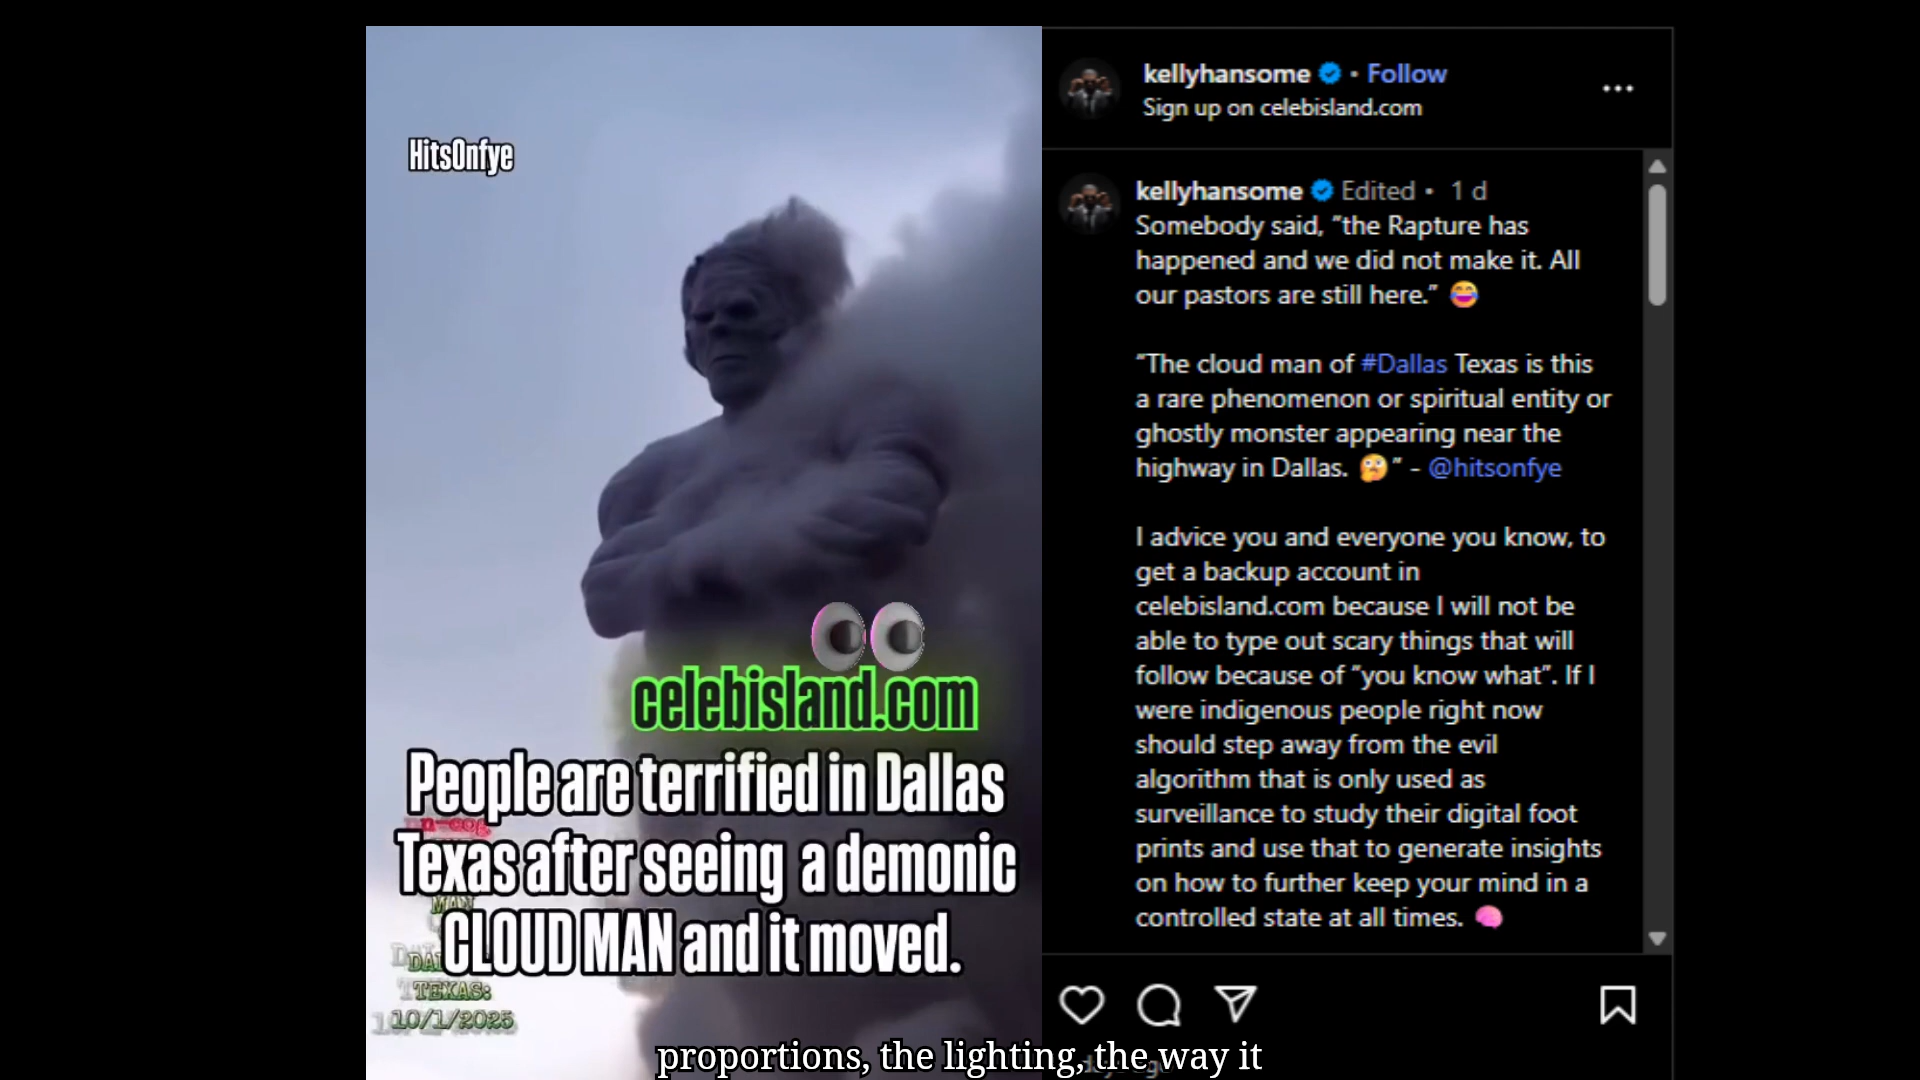 HitsOnfye
celebisland.com
People are terrified in Dallas
Texas after seeing a demonic
CLOUD MAN and it moved.
n-cog
MAN
DALLAS
TEXAS:
10/1/2025
kellyhansome • Follow
Sign up on celebisland.com
kellyhansome Edited • 1 d
Somebody said, "the Rapture has
happened and we did not make it. All
our pastors are still here." 😂
"The cloud man of #Dallas Texas is this
a rare phenomenon or spiritual entity or
ghostly monster appearing near the
highway in Dallas. 🤔" - @hitsonfye
I advice you and everyone you know, to
get a backup account in
celebisland.com because I will not be
able to type out scary things that will
follow because of "you know what". If I
were indigenous people right now
should step away from the evil
algorithm that is only used as
surveillance to study their digital foot
prints and use that to generate insights
on how to further keep your mind in a
controlled state at all times. 🧠
proportions, the lighting, the way it